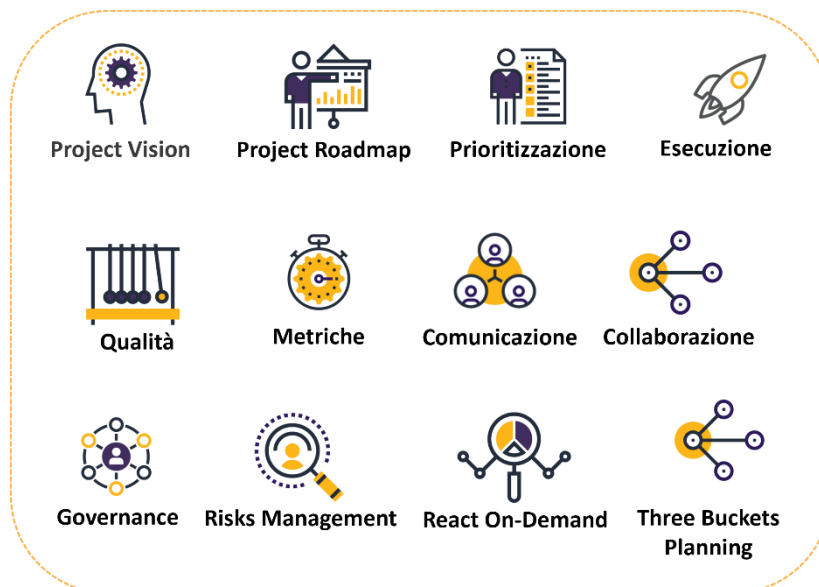 Project Vision
Project Roadmap
Prioritizzazione
Esecuzione
Qualità
Metriche
Comunicazione
Collaborazione
Governance
Risks Management
React On-Demand
Three Buckets
Planning